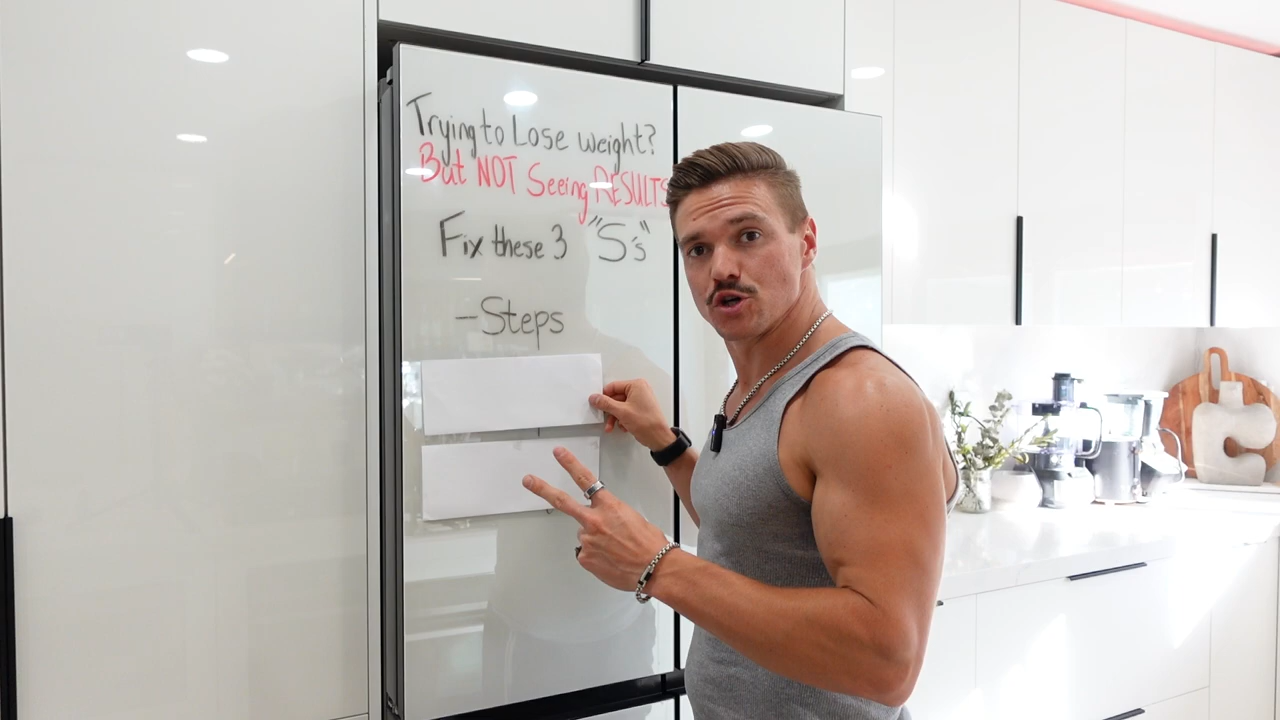 Trying to Lose weight?
But NOT Seeing RESULTS
Fix these 3 "S's"
-Steps